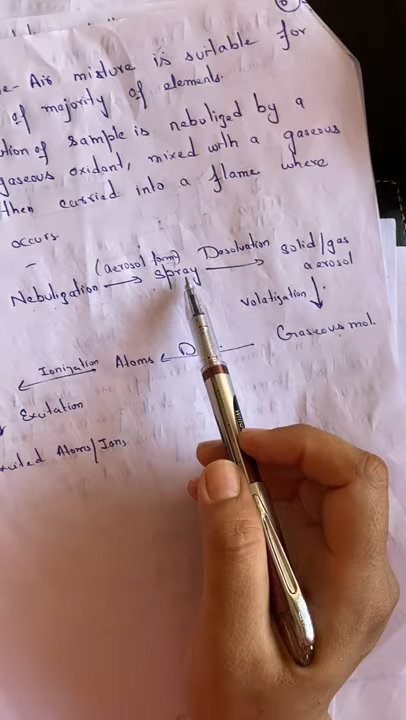 - Air mixture is suitable for
of majority of elements.
of sample is nebulized by a
gaseous oxidant, mixed with a gaseous
then carried into a flame where
occurs
(aerosol form) Desolvation solid/gas
Nebulization → spray → aerosol
Volatization ↓
Gaseous mol.
Ionization Atoms ← D
Excitation
Atoms/Ions